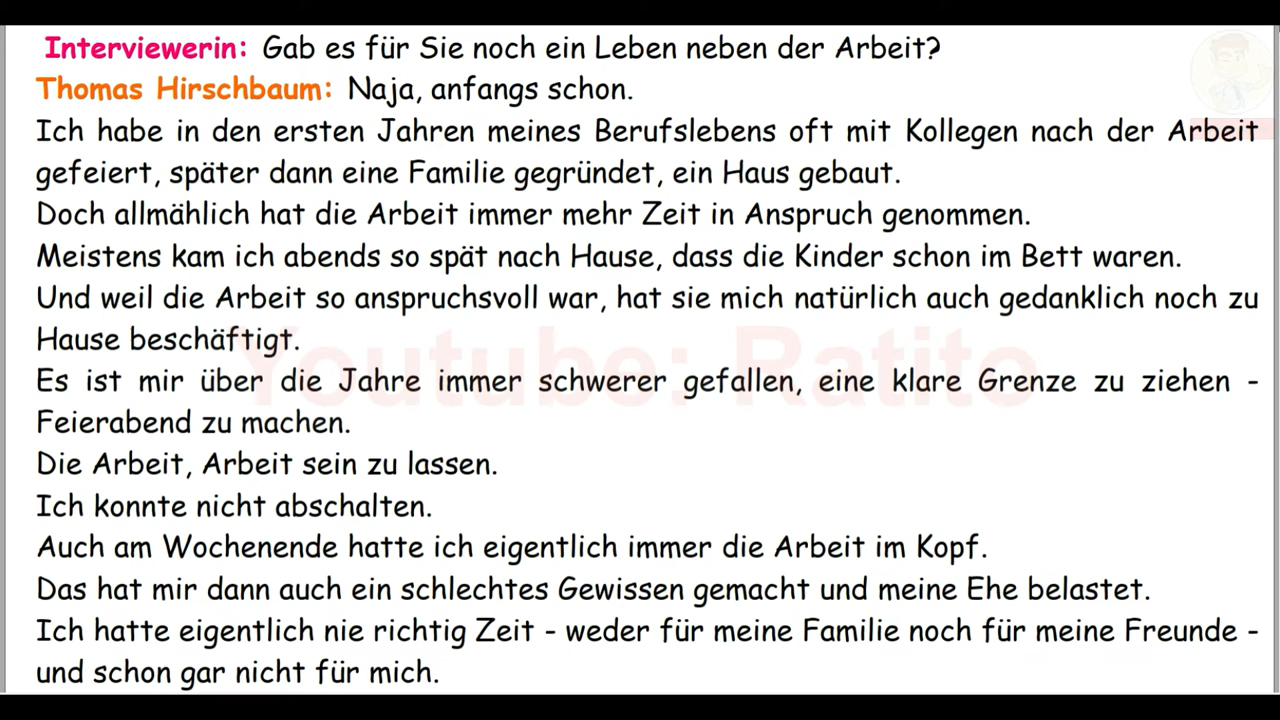 Interviewerin: Gab es für Sie noch ein Leben neben der Arbeit?
Thomas Hirschbaum: Naja, anfangs schon.
Ich habe in den ersten Jahren meines Berufslebens oft mit Kollegen nach der Arbeit
gefeiert, später dann eine Familie gegründet, ein Haus gebaut.
Doch allmählich hat die Arbeit immer mehr Zeit in Anspruch genommen.
Meistens kam ich abends so spät nach Hause, dass die Kinder schon im Bett waren.
Und weil die Arbeit so anspruchsvoll war, hat sie mich natürlich auch gedanklich noch zu
Hause beschäftigt.
Youtube: Ratito
Es ist mir über die Jahre immer schwerer gefallen, eine klare Grenze zu ziehen -
Feierabend zu machen.
Die Arbeit, Arbeit sein zu lassen.
Ich konnte nicht abschalten.
Auch am Wochenende hatte ich eigentlich immer die Arbeit im Kopf.
Das hat mir dann auch ein schlechtes Gewissen gemacht und meine Ehe belastet.
Ich hatte eigentlich nie richtig Zeit - weder für meine Familie noch für meine Freunde -
und schon gar nicht für mich.